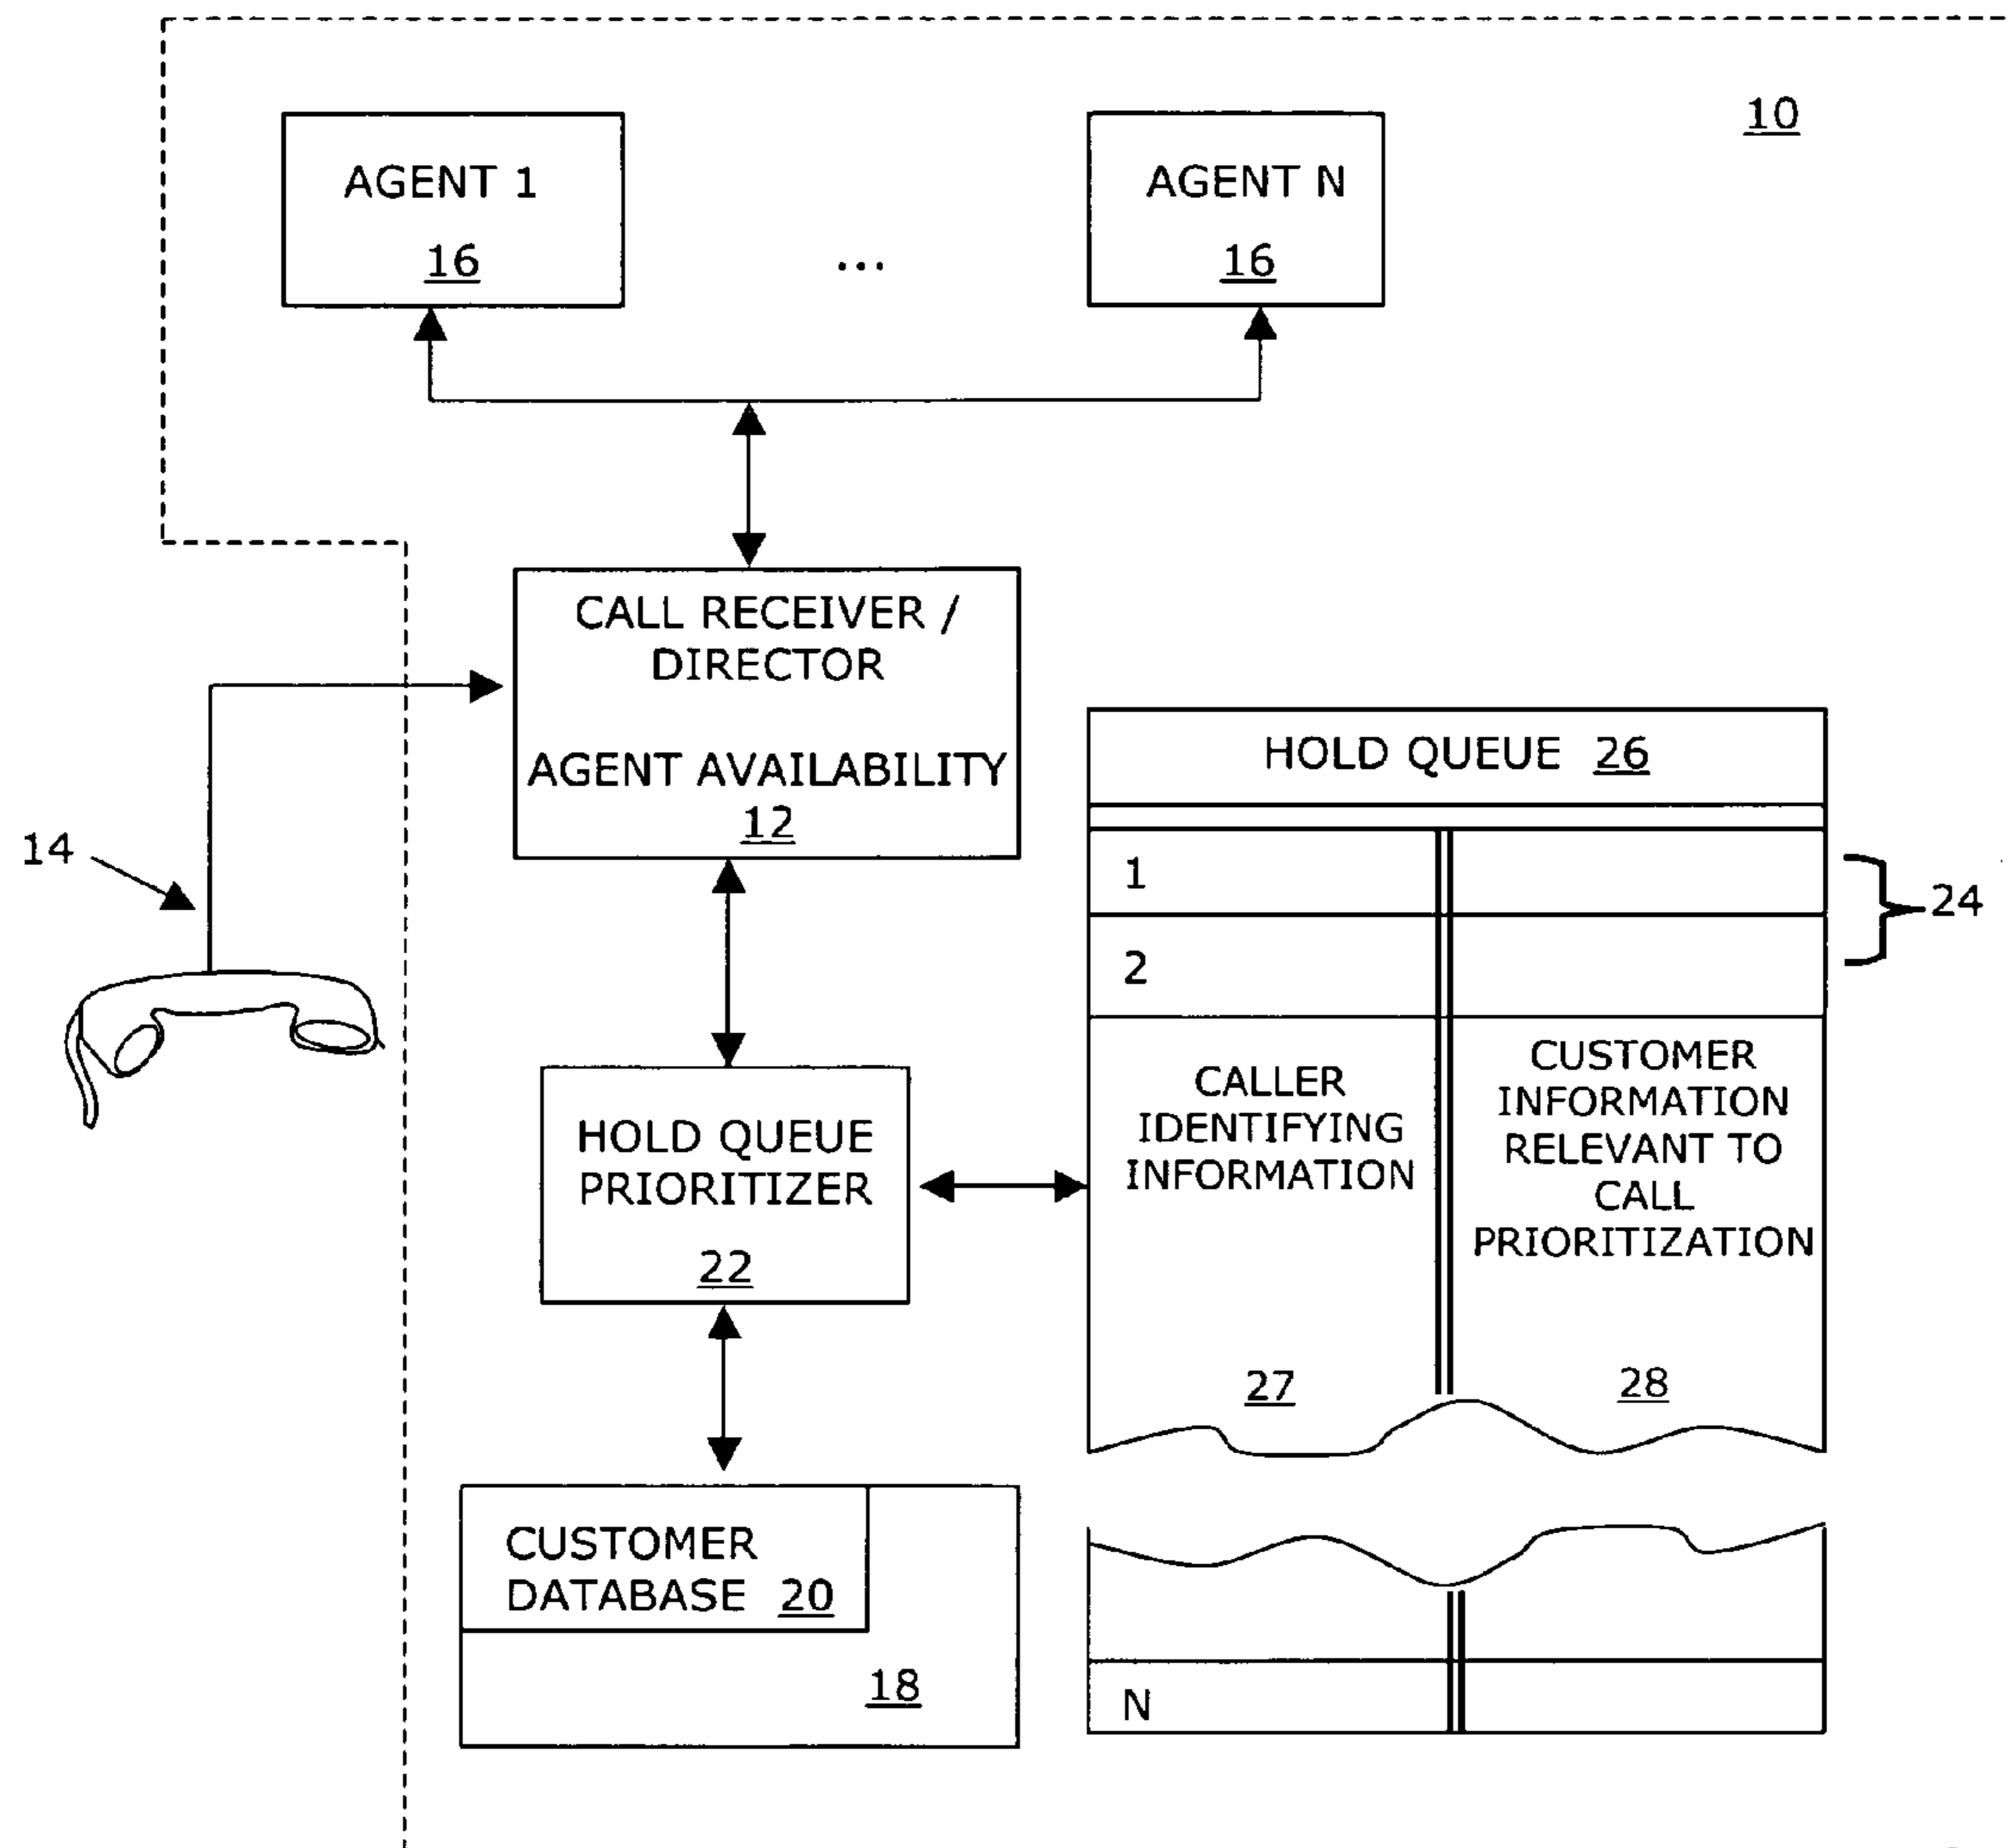 10
AGENT 1
16
...
AGENT N
16
CALL RECEIVER /
DIRECTOR
AGENT AVAILABILITY
12
14
HOLD QUEUE 26
1
2
24
CALLER
IDENTIFYING
INFORMATION
27
CUSTOMER
INFORMATION
RELEVANT TO
CALL
PRIORITIZATION
28
HOLD QUEUE
PRIORITIZER
22
CUSTOMER
DATABASE 20
18
N